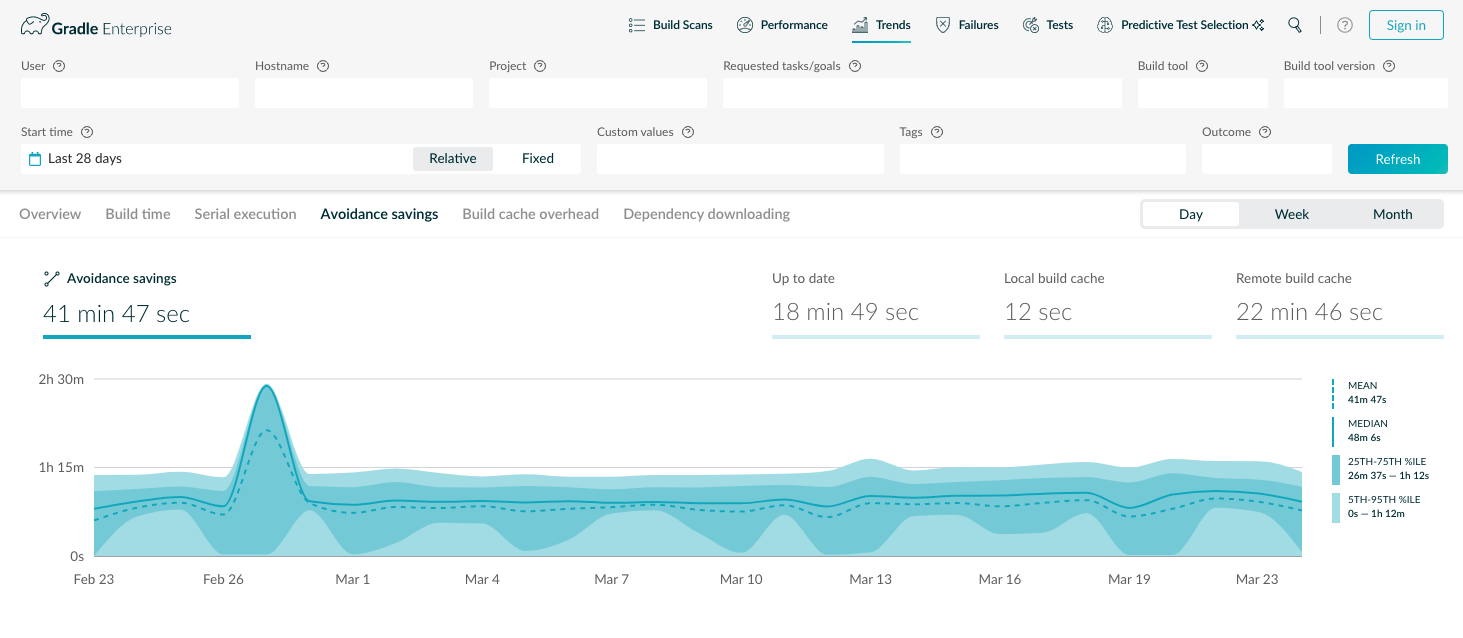 Gradle Enterprise
Build Scans Performance Trends Failures Tests Predictive Test Selection Sign in
User Hostname Project Requested tasks/goals Build tool Build tool version
Start time Custom values Tags Outcome
Last 28 days Relative Fixed Refresh
Overview Build time Serial execution Avoidance savings Build cache overhead Dependency downloading Day Week Month
Avoidance savings Up to date Local build cache Remote build cache
41 min 47 sec 18 min 49 sec 12 sec 22 min 46 sec
2h 30m
1h 15m
0s
Feb 23 Feb 26 Mar 1 Mar 4 Mar 7 Mar 10 Mar 13 Mar 16 Mar 19 Mar 23
MEAN
41m 47s
MEDIAN
48m 6s
25TH-75TH %ILE
26m 37s — 1h 12s
5TH-95TH %ILE
0s — 1h 12m